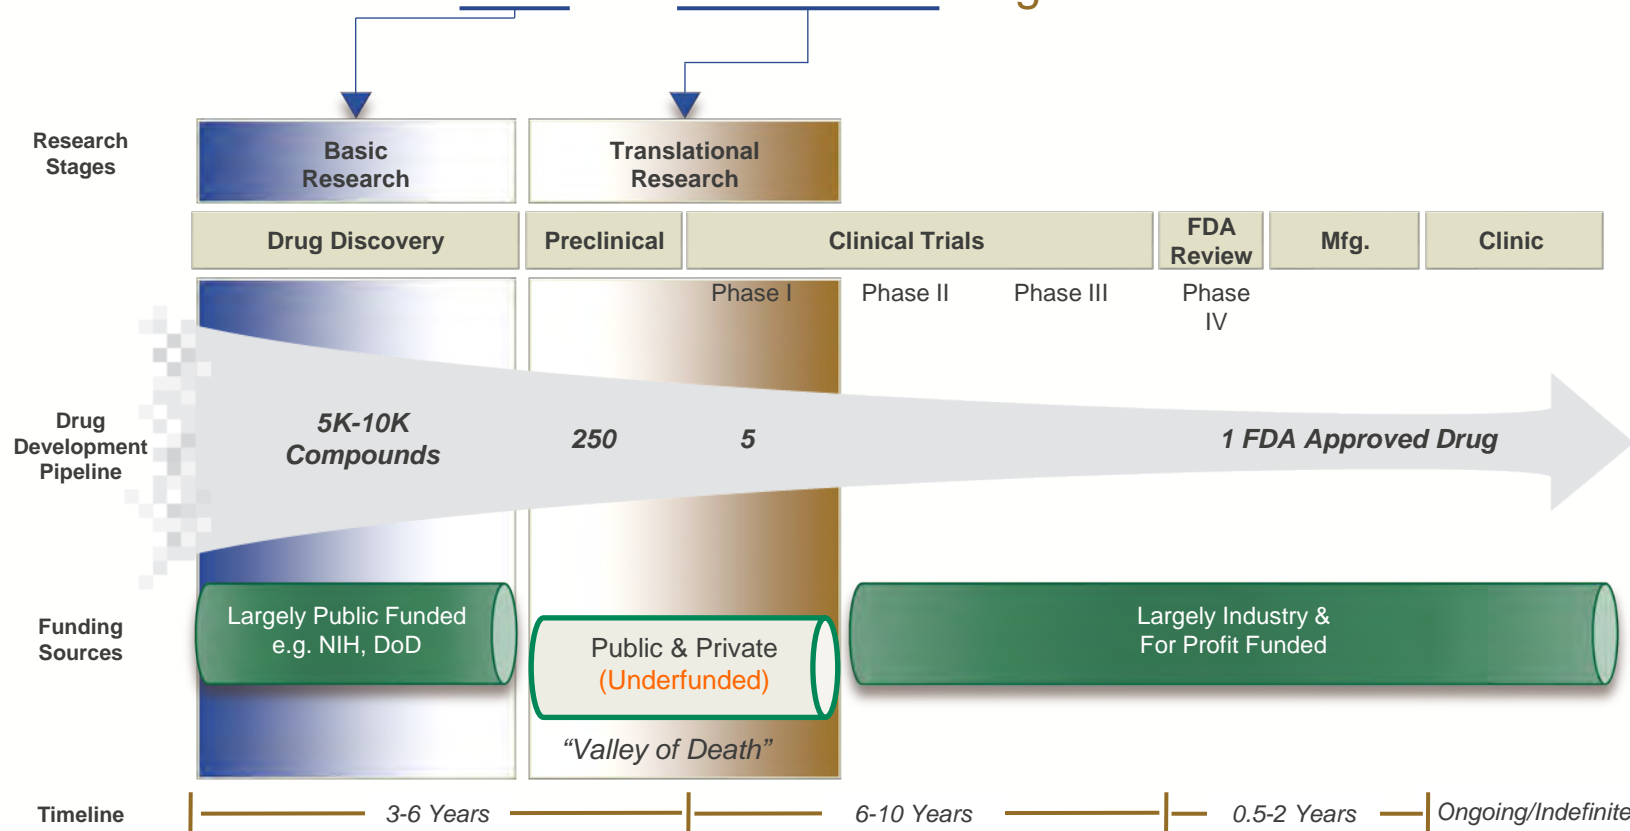 Research
Stages
Basic
Research
Translational
Research
Drug Discovery
Preclinical
Clinical Trials
FDA
Review
Mfg.
Clinic
Phase I
Phase II
Phase III
Phase
IV
Drug
Development
Pipeline
5K-10K
Compounds
250
5
1 FDA Approved Drug
Funding
Sources
Largely Public Funded
e.g. NIH, DoD
Public & Private
(Underfunded)
Largely Industry &
For Profit Funded
“Valley of Death”
Timeline
3-6 Years
6-10 Years
0.5-2 Years
Ongoing/Indefinite